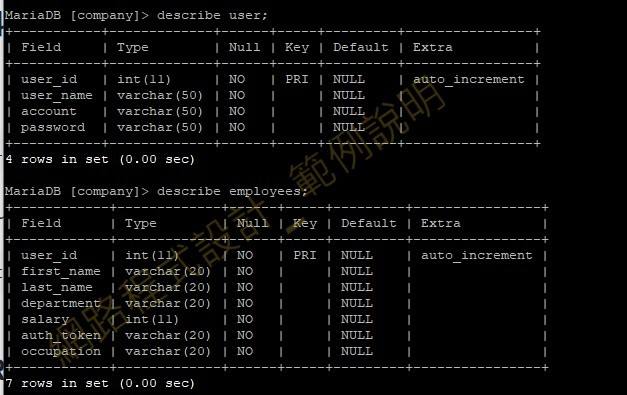 MariaDB [company]> describe user;
+-----------+-------------+------+-----+---------+----------------+
| Field     | Type        | Null | Key | Default | Extra          |
+-----------+-------------+------+-----+---------+----------------+
| user_id   | int(11)     | NO   | PRI | NULL    | auto_increment |
| user_name | varchar(50) | NO   |     | NULL    |                |
| account   | varchar(50) | NO   |     | NULL    |                |
| password  | varchar(50) | NO   |     | NULL    |                |
+-----------+-------------+------+-----+---------+----------------+
4 rows in set (0.00 sec)
MariaDB [company]> describe employees;
+------------+-------------+------+-----+---------+----------------+
| Field      | Type        | Null | Key | Default | Extra          |
+------------+-------------+------+-----+---------+----------------+
| user_id    | int(11)     | NO   | PRI | NULL    | auto_increment |
| first_name | varchar(20) | NO   |     | NULL    |                |
| last_name  | varchar(20) | NO   |     | NULL    |                |
| department | varchar(20) | NO   |     | NULL    |                |
| salary     | int(11)     | NO   |     | NULL    |                |
| auth_token | varchar(20) | NO   |     | NULL    |                |
| occupation | varchar(20) | NO   |     | NULL    |                |
+------------+-------------+------+-----+---------+----------------+
7 rows in set (0.00 sec)
網路程式設計_範例說明